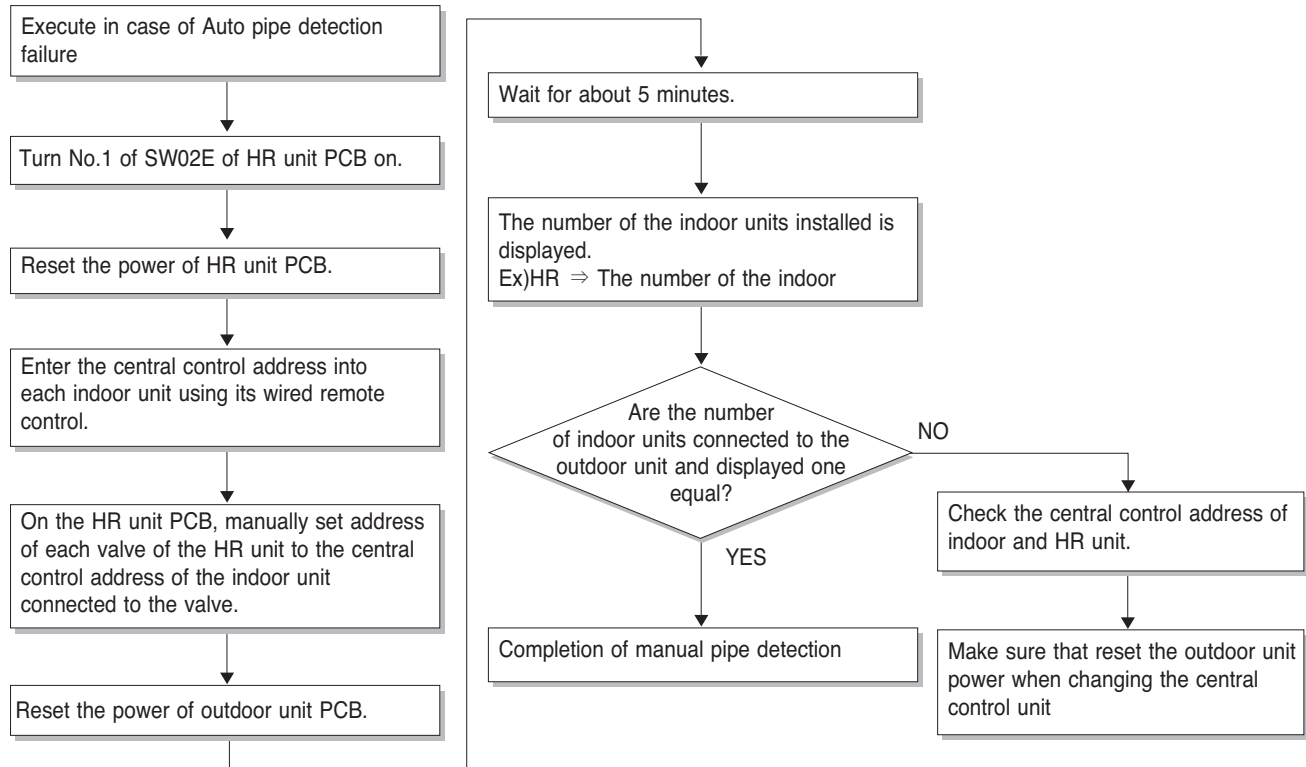 Execute in case of Auto pipe detection
failure
Turn No.1 of SW02E of HR unit PCB on.
Reset the power of HR unit PCB.
Enter the central control address into
each indoor unit using its wired remote
control.
On the HR unit PCB, manually set address
of each valve of the HR unit to the central
control address of the indoor unit
connected to the valve.
Reset the power of outdoor unit PCB.
Wait for about 5 minutes.
The number of the indoor units installed is
displayed.
Ex)HR ⇒ The number of the indoor
Are the number
of indoor units connected to the
outdoor unit and displayed one
equal?
NO
YES
Completion of manual pipe detection
Check the central control address of
indoor and HR unit.
Make sure that reset the outdoor unit
power when changing the central
control unit